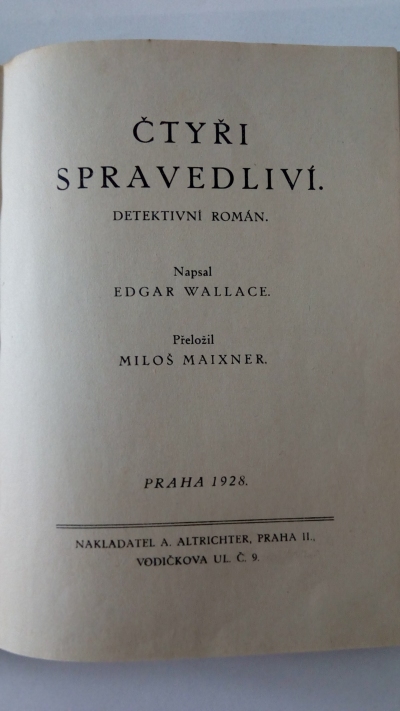 ČTYŘI
SPRAVEDLIVÍ.
DETEKTIVNÍ ROMÁN.
Napsal
EDGAR WALLACE.
Přeložil
MILOŠ MAIXNER.
PRAHA 1928.
NAKLADATEL A. ALTRICHTER, PRAHA II.,
VODIČKOVA UL. Č. 9.